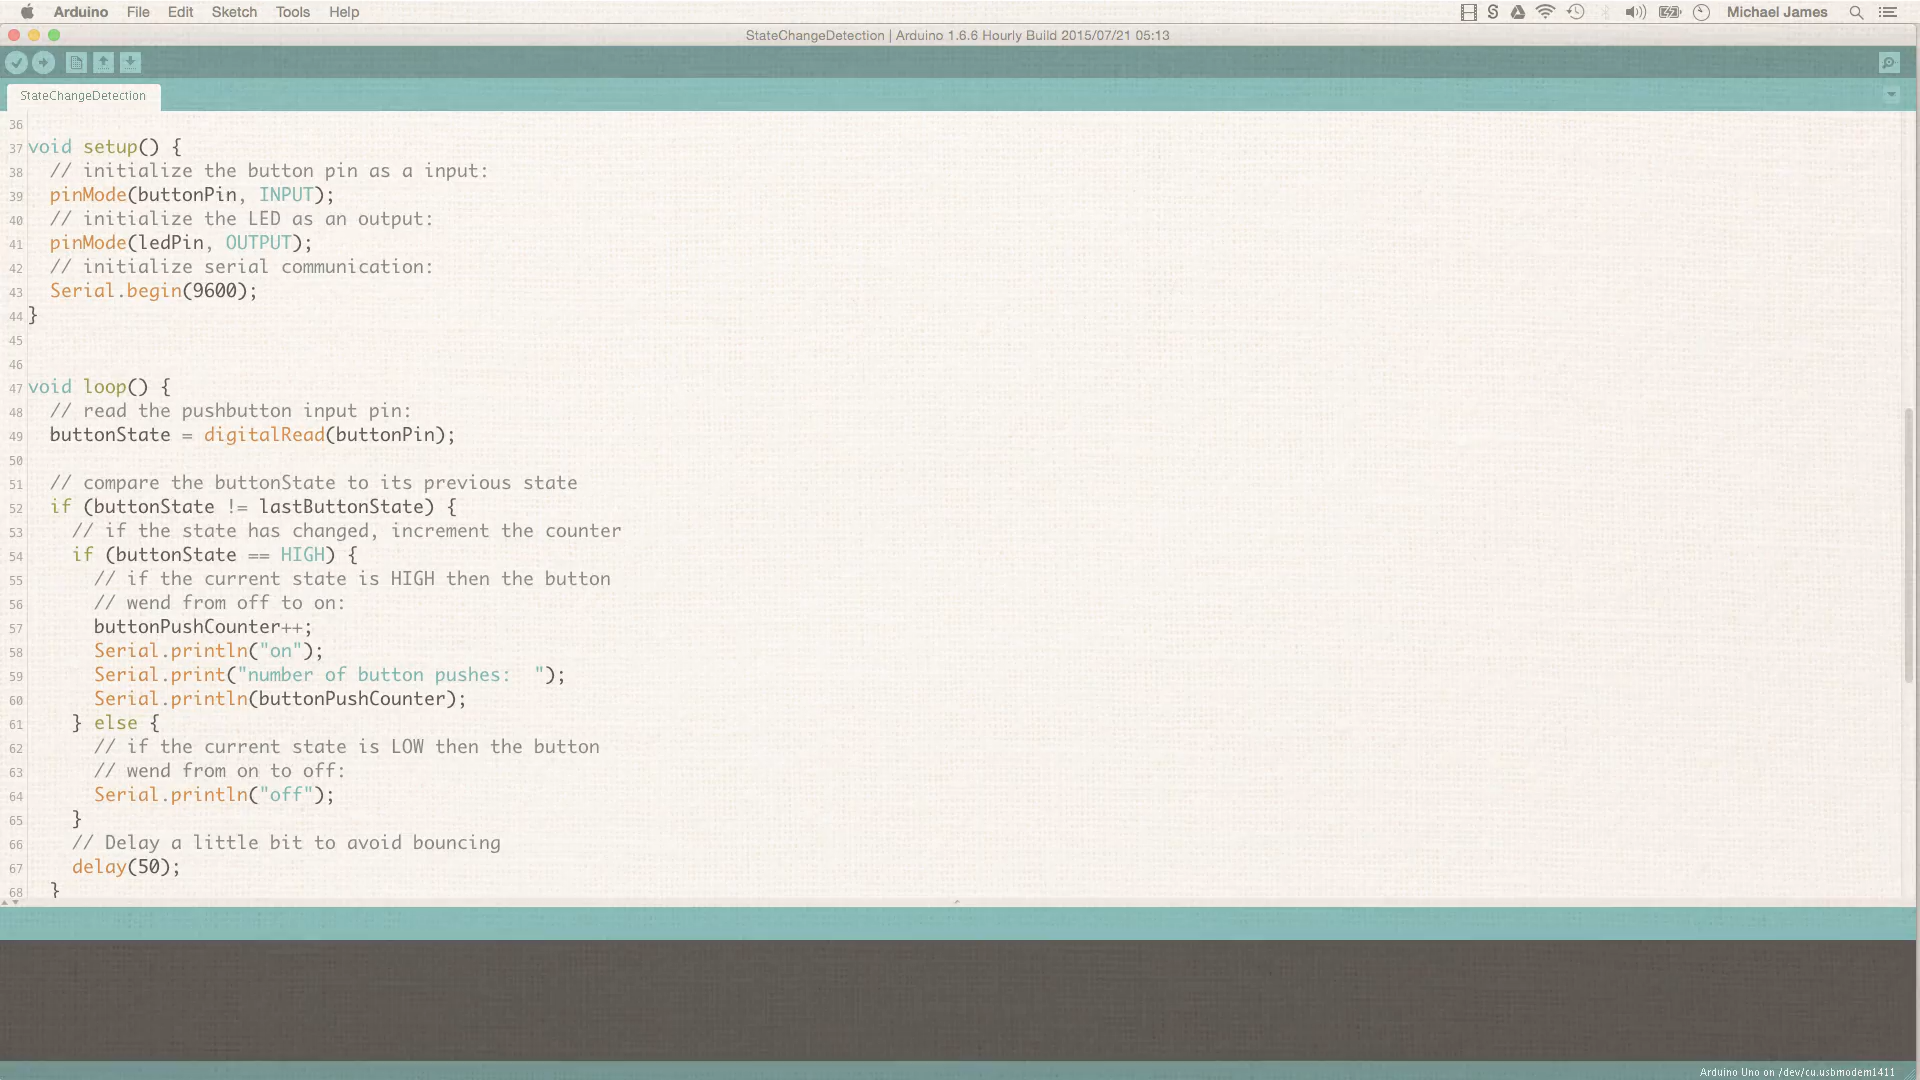 Arduino File Edit Sketch Tools Help Michael James
StateChangeDetection | Arduino 1.6.6 Hourly Build 2015/07/21 05:13
StateChangeDetection
36
37 void setup() {
38 // initialize the button pin as a input:
39 pinMode(buttonPin, INPUT);
40 // initialize the LED as an output:
41 pinMode(ledPin, OUTPUT);
42 // initialize serial communication:
43 Serial.begin(9600);
44 }
45
46
47 void loop() {
48 // read the pushbutton input pin:
49 buttonState = digitalRead(buttonPin);
50
51 // compare the buttonState to its previous state
52 if (buttonState != lastButtonState) {
53 // if the state has changed, increment the counter
54 if (buttonState == HIGH) {
55 // if the current state is HIGH then the button
56 // wend from off to on:
57 buttonPushCounter++;
58 Serial.println("on");
59 Serial.print("number of button pushes:  ");
60 Serial.println(buttonPushCounter);
61 } else {
62 // if the current state is LOW then the button
63 // wend from on to off:
64 Serial.println("off");
65 }
66 // Delay a little bit to avoid bouncing
67 delay(50);
68 }
Arduino Uno on /dev/cu.usbmodem1411